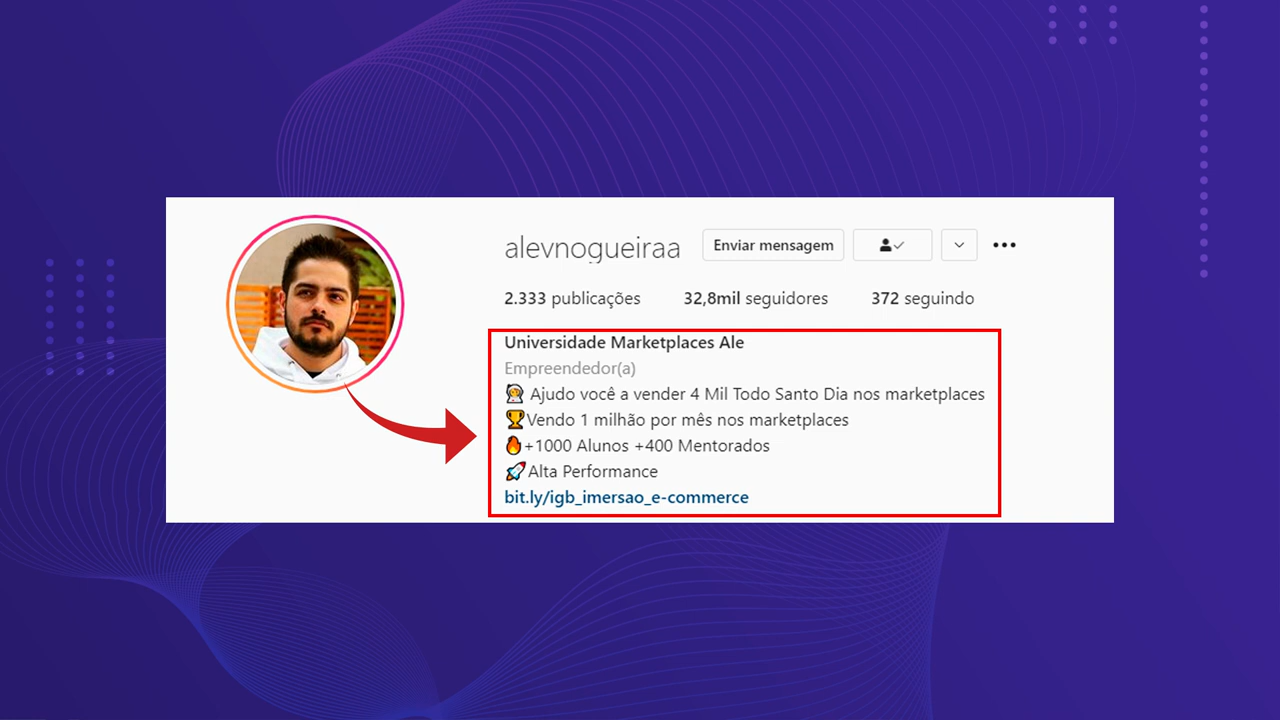 alevnogueiraa Enviar mensagem
2.333 publicações 32,8mil seguidores 372 seguindo
Universidade Marketplaces Ale
Empreendedor(a)
👩‍🚀 Ajudo você a vender 4 Mil Todo Santo Dia nos marketplaces
🏆Vendo 1 milhão por mês nos marketplaces
🔥+1000 Alunos +400 Mentorados
🚀Alta Performance
bit.ly/igb_imersao_e-commerce